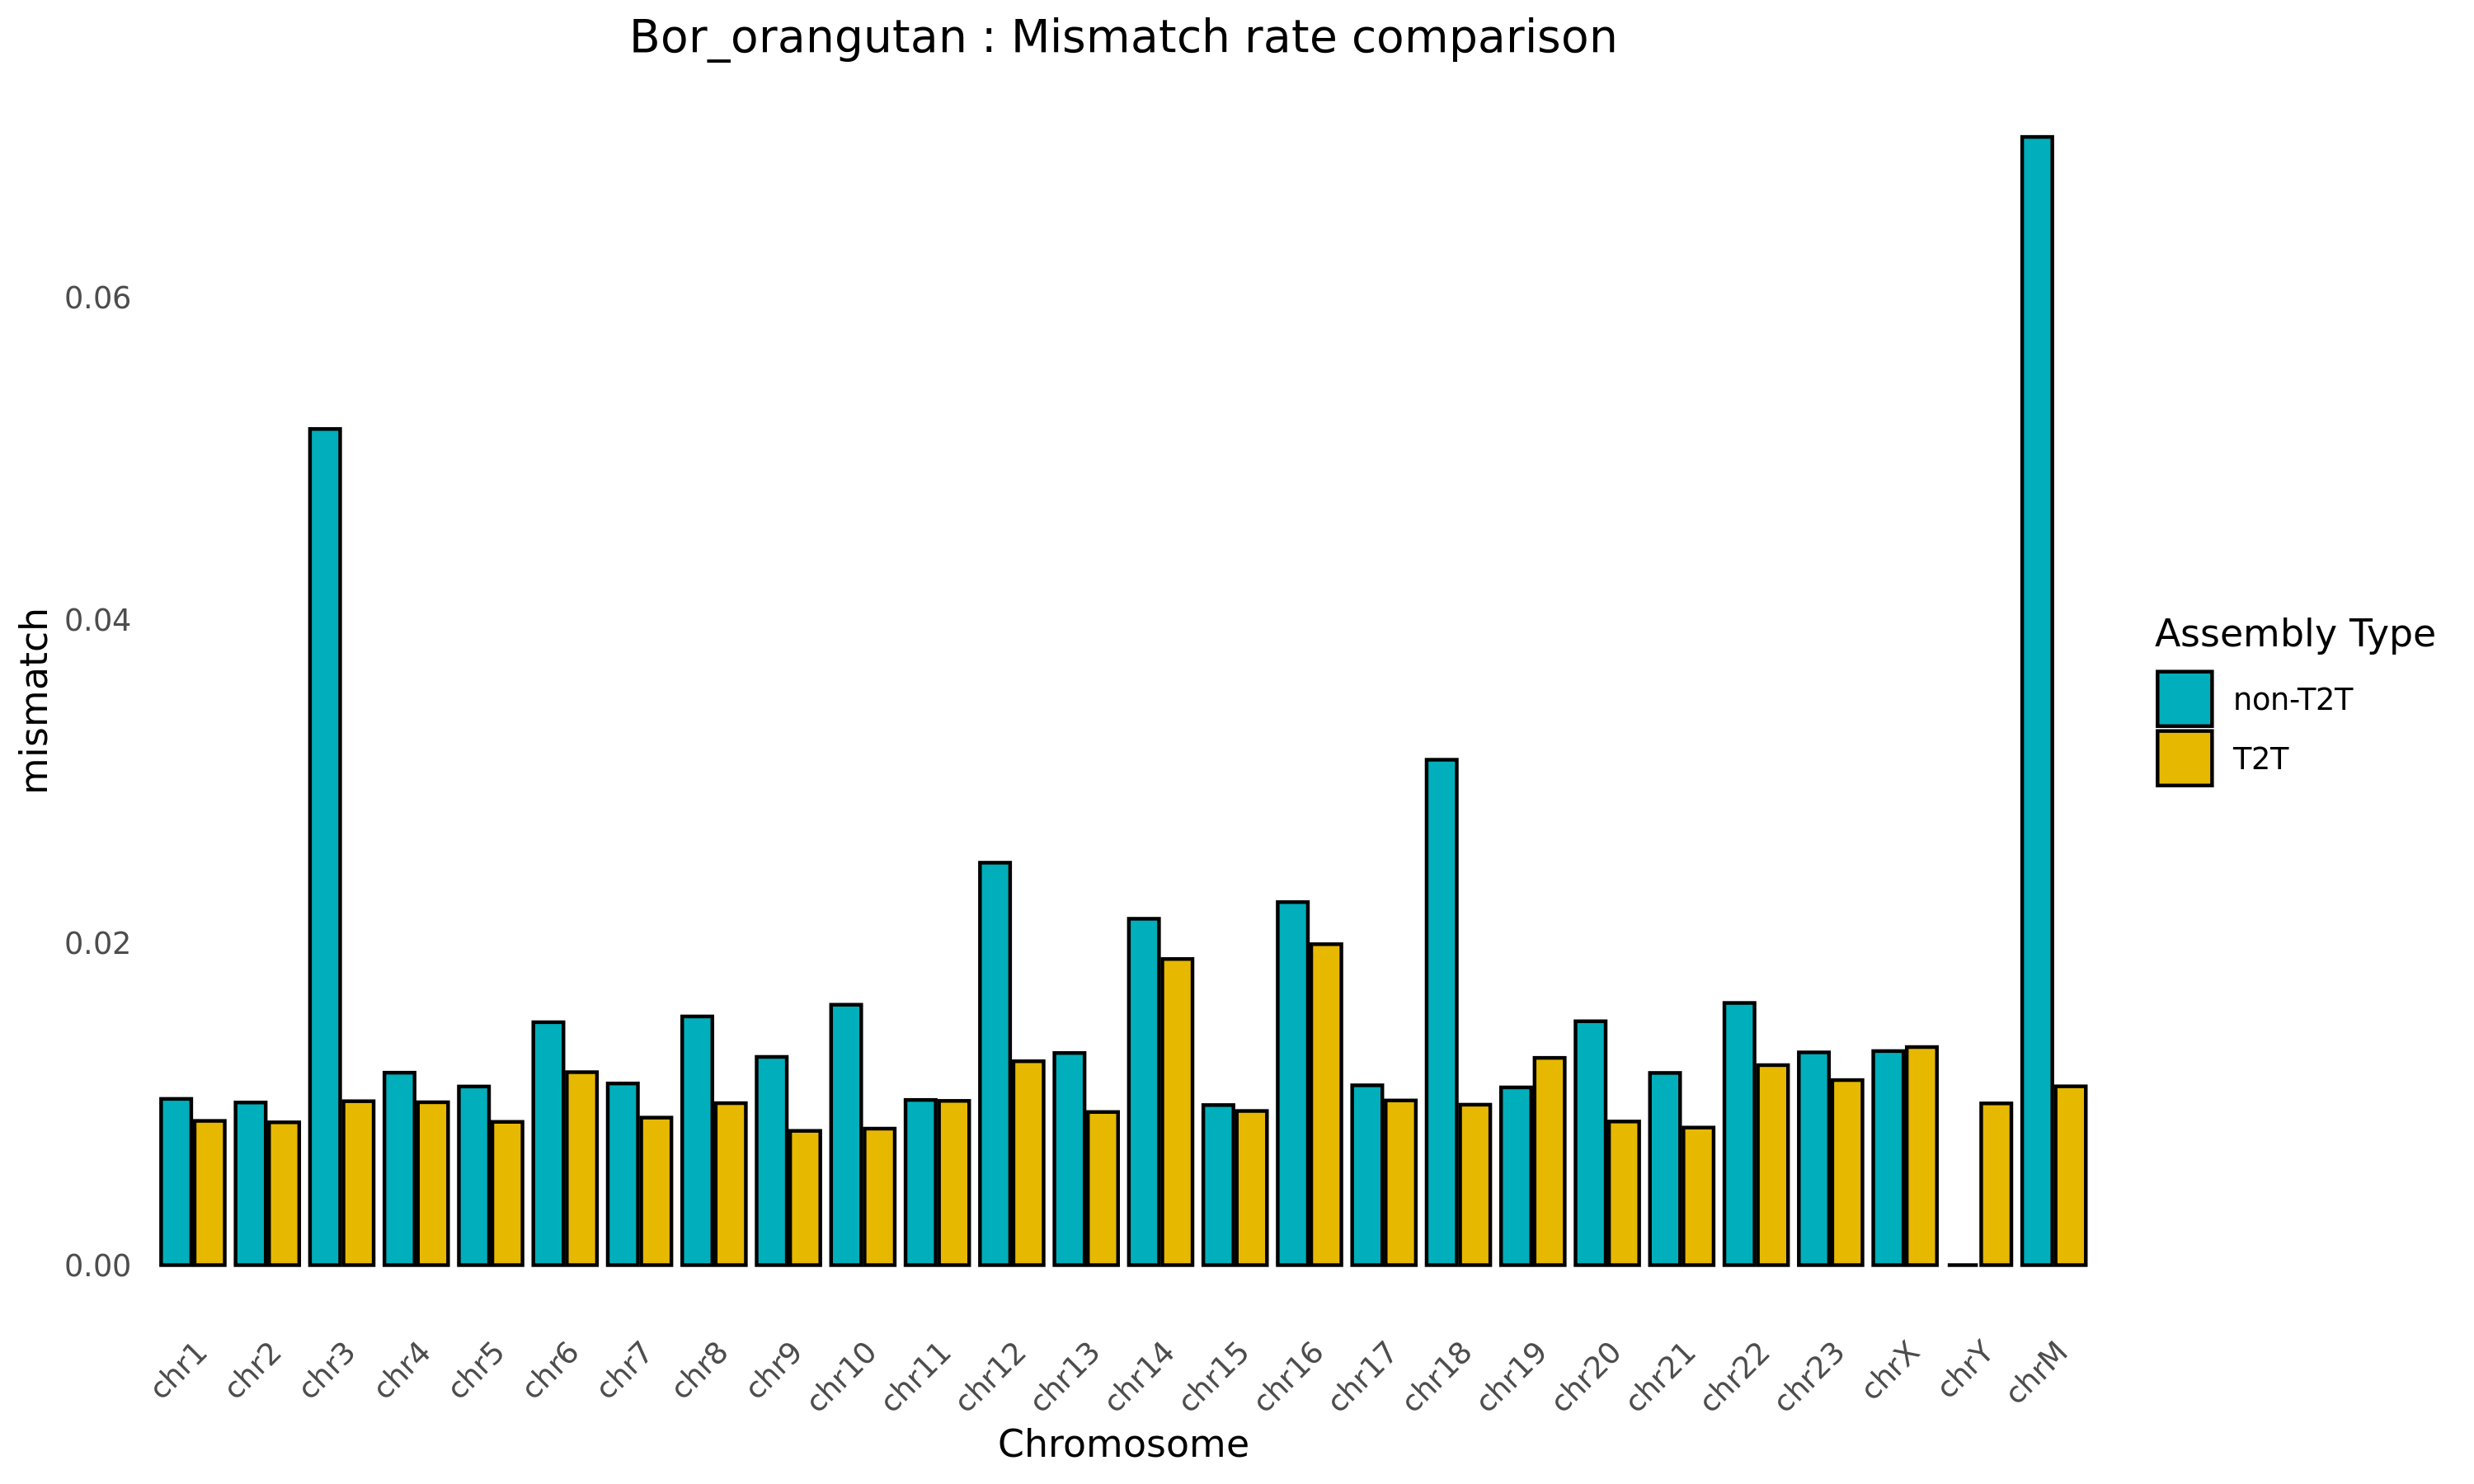 Bor_orangutan : Mismatch rate comparison
mismatch
0.06
0.04
0.02
0.00
chr1
chr2
chr3
chr4
chr5
chr6
chr7
chr8
chr9
chr10
chr11
chr12
chr13
chr14
chr15
chr16
chr17
chr18
chr19
chr20
chr21
chr22
chr23
chrX
chrY
chrM
Chromosome
Assembly Type
non-T2T
T2T